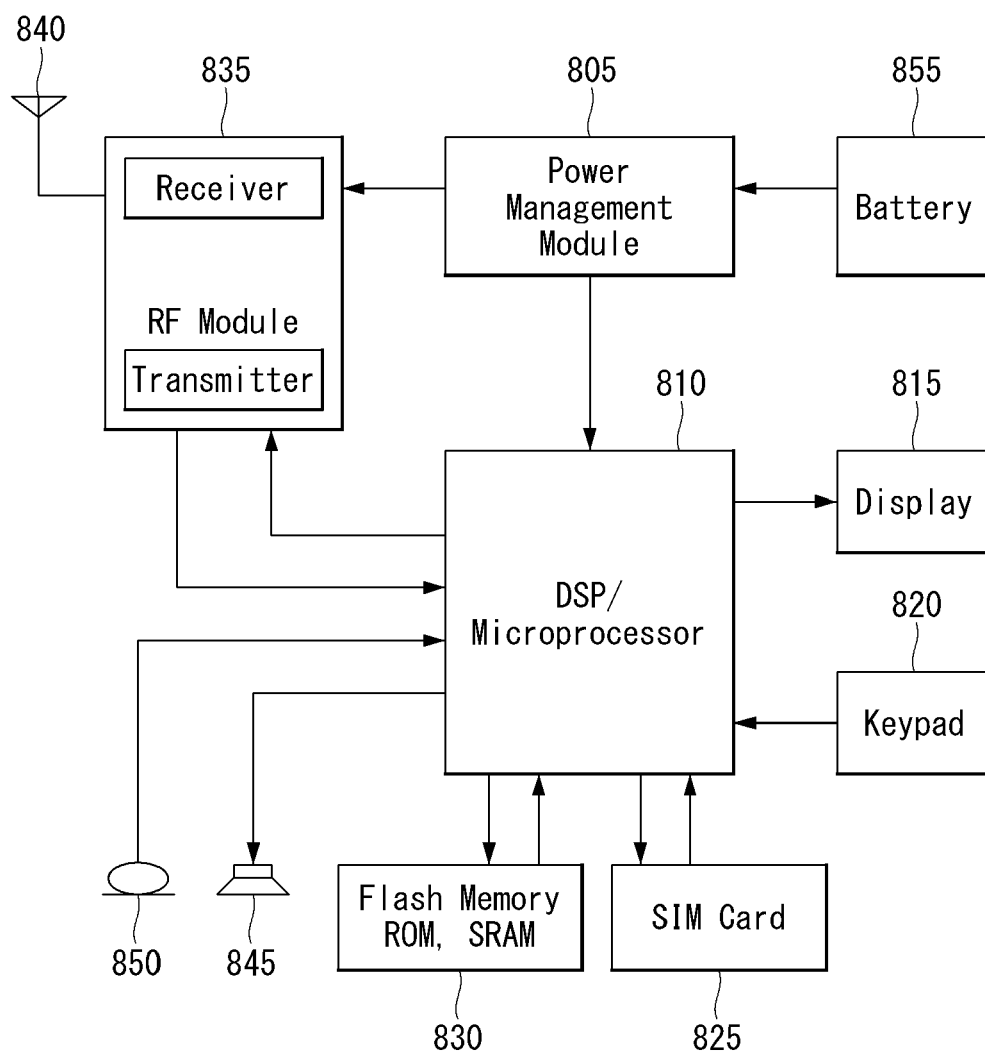 840
835
805
855
Receiver
RF Module
Transmitter
Power
Management
Module
Battery
810
815
DSP/
Microprocessor
Display
820
Keypad
850
845
Flash Memory
ROM, SRAM
SIM Card
830
825